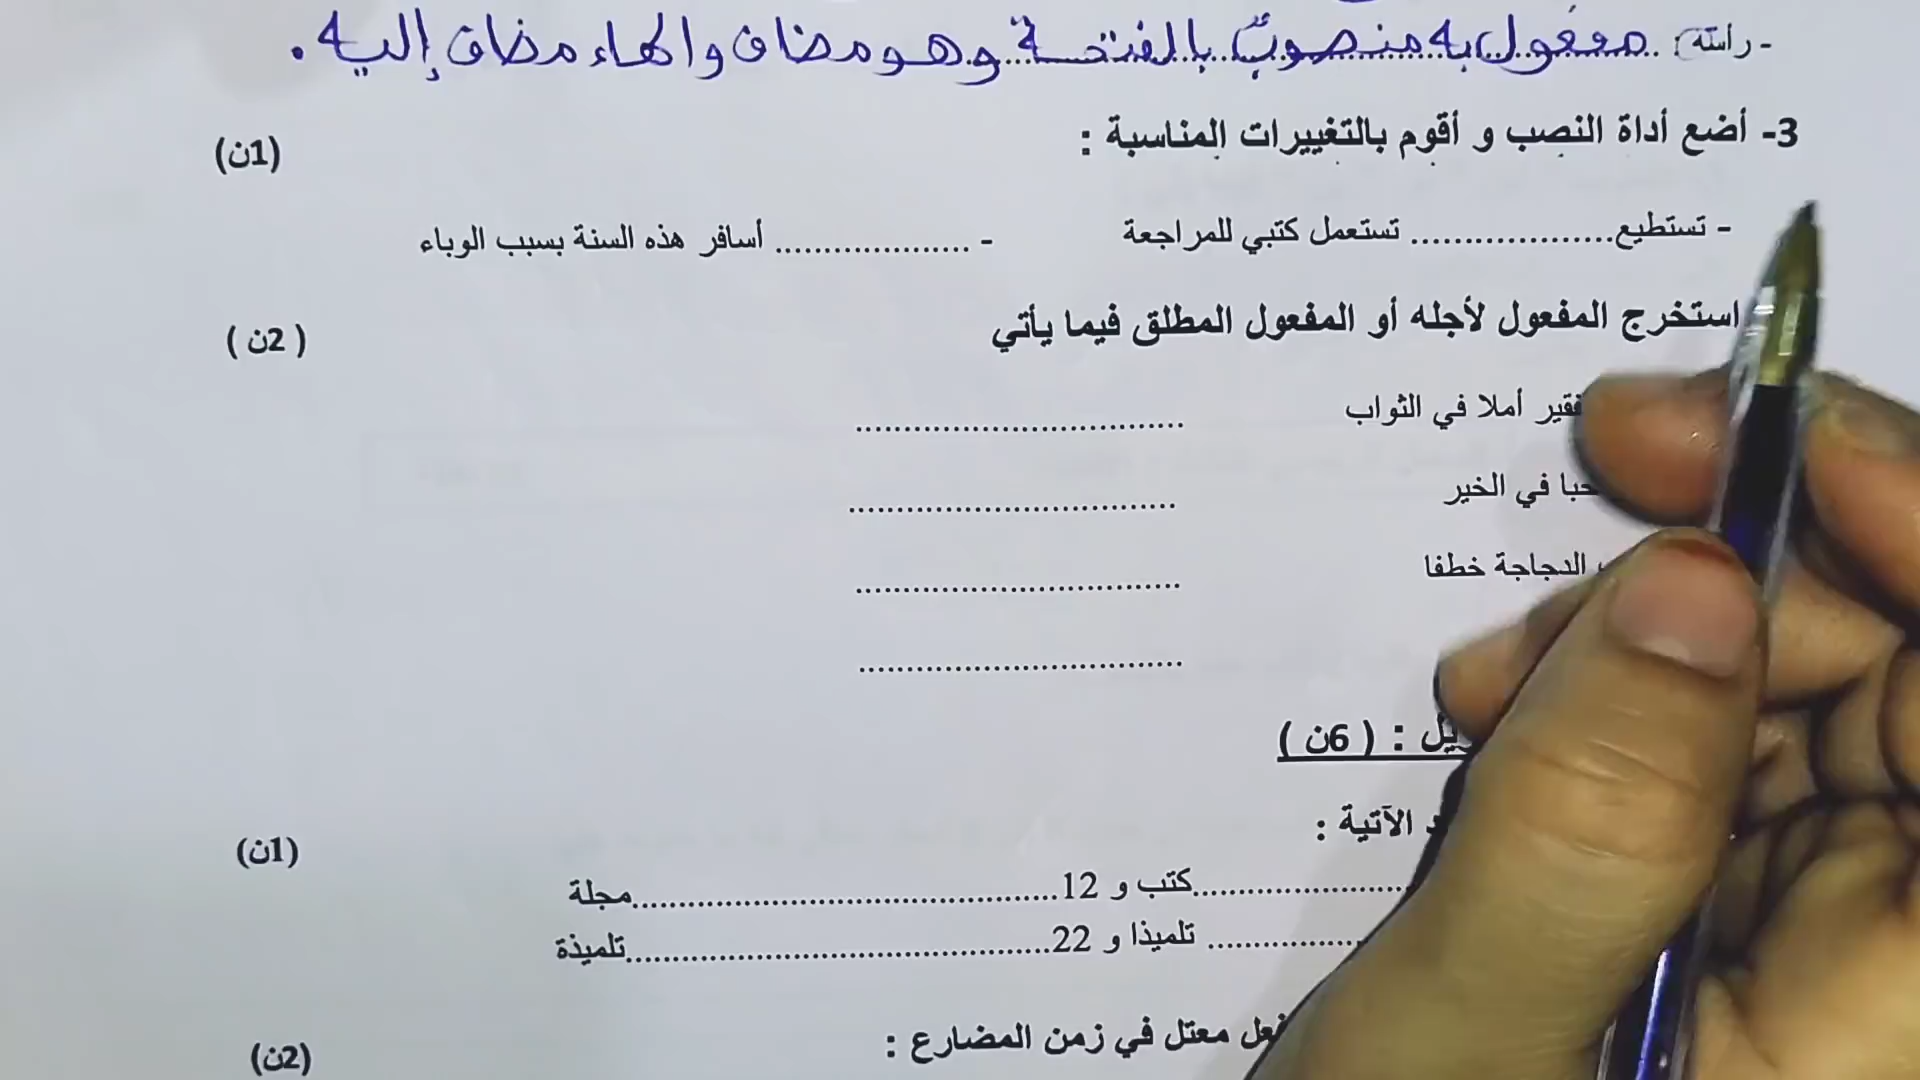 - رأسه: مفعول به منصوبٌ بالفتحة وهو مضاف والهاء مضاف إليه.
3- أضع أداة النصب و أقوم بالتغييرات المناسبة : (1ن)
- تستطيع................... تستعمل كتبي للمراجعة - .................. أسافر هذه السنة بسبب الوباء
استخرج المفعول لأجله أو المفعول المطلق فيما يأتي ( 2ن )
أملا في الثواب .................................
في الخير .................................
الدجاجة خطفا .................................
.................................
: ( 6ن )
الآتية : (1ن)
......................كتب و 12........................................مجلة
................ تلميذا و 22........................................تلميذة
فعل معتل في زمن المضارع : (2ن)